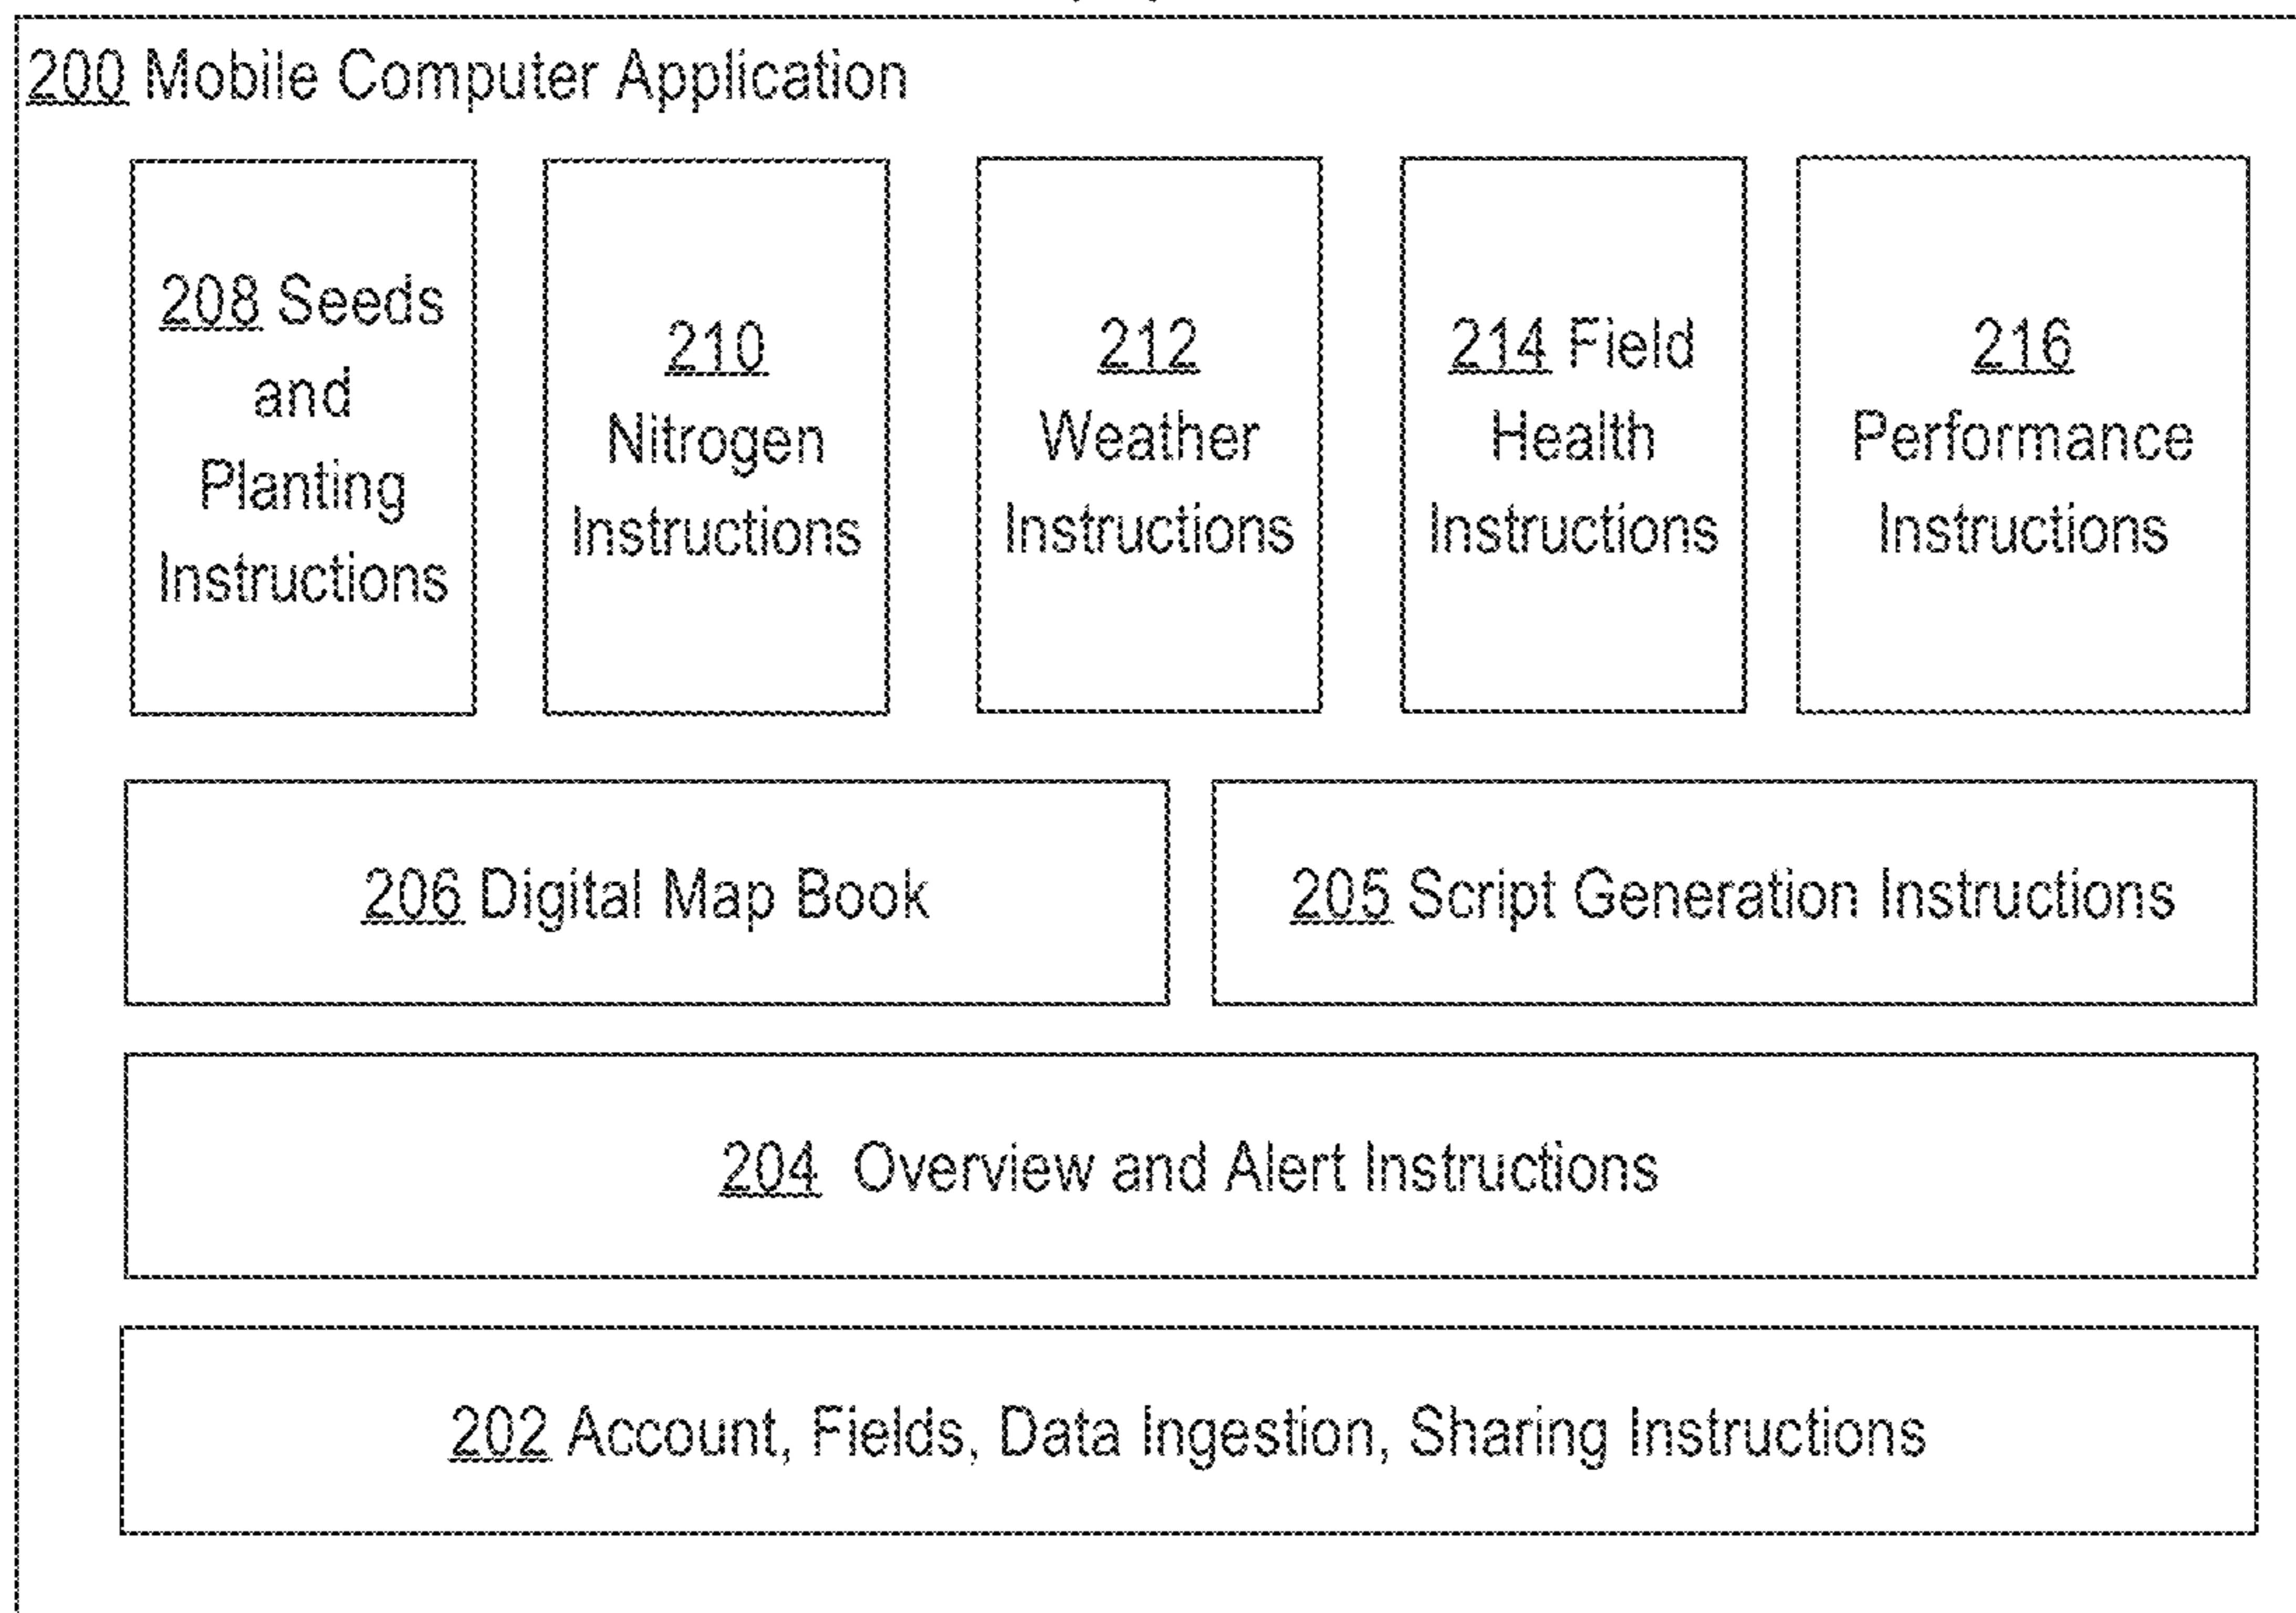 200 Mobile Computer Application
208 Seeds
and
Planting
Instructions
210
Nitrogen
Instructions
212
Weather
Instructions
214 Field
Health
Instructions
216
Performance
Instructions
206 Digital Map Book
205 Script Generation Instructions
204 Overview and Alert Instructions
202 Account, Fields, Data Ingestion, Sharing Instructions